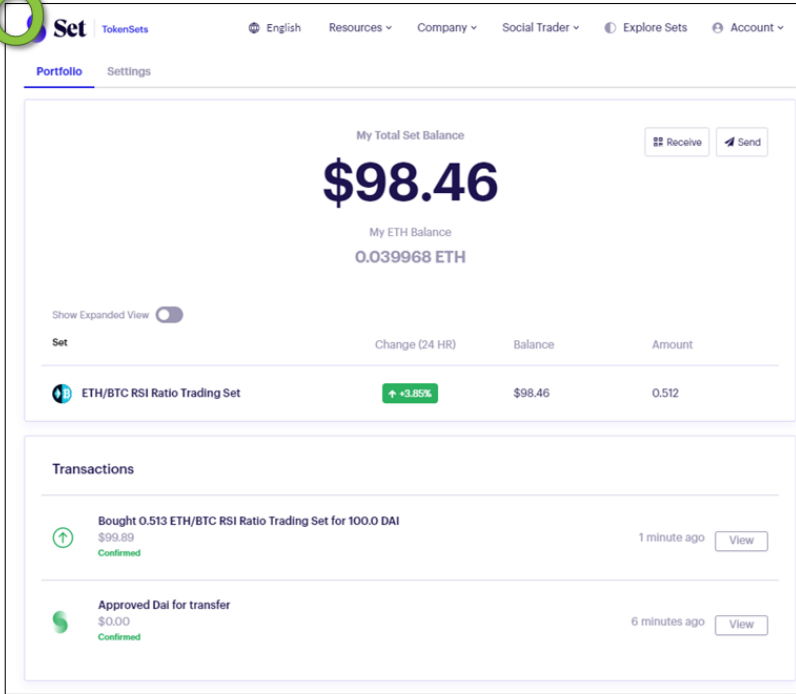 Set TokenSets English Resources Company Social Trader Explore Sets Account
Portfolio Settings
My Total Set Balance
Receive Send
$98.46
My ETH Balance
0.039968 ETH
Show Expanded View
Set Change (24 HR) Balance Amount
ETH/BTC RSI Ratio Trading Set +3.85% $98.46 0.512
Transactions
Bought 0.513 ETH/BTC RSI Ratio Trading Set for 100.0 DAI
$99.89 1 minute ago View
Confirmed
Approved Dai for transfer
$0.00 6 minutes ago View
Confirmed